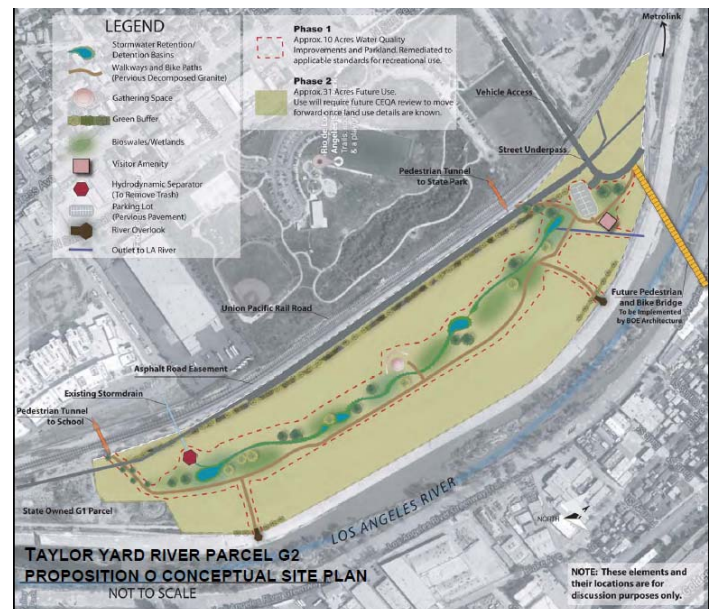 LEGEND
Stormwater Retention/
Detention Basins
Walkways and Bike Paths
(Pervious Decomposed Granite)
Gathering Space
Green Buffer
Bioswales/Wetlands
Visitor Amenity
Hydrodynamic Separator
(To Remove Trash)
Parking Lot
(Pervious Pavement)
River Overlook
Outlet to LA River
Phase 1
Approx. 10 Acres Water Quality
Improvements and Parkland. Remediated to
applicable standards for recreational use.
Phase 2
Approx. 31 Acres Future Use.
Use will require future CEQA review to move
forward once land use details are known.
Metrolink
Vehicle Access
Street Underpass
Pedestrian Tunnel
to State Park
Union Pacific Rail Road
Future Pedestrian
and Bike Bridge
To be Implemented
by BOE Architecture
Asphalt Road Easement
Existing Stormdrain
Pedestrian Tunnel
to School
State Owned G1 Parcel
LOS ANGELES RIVER
NORTH
TAYLOR YARD RIVER PARCEL G2
PROPOSITION O CONCEPTUAL SITE PLAN
NOT TO SCALE
NOTE: These elements and
their locations are for
discussion purposes only.